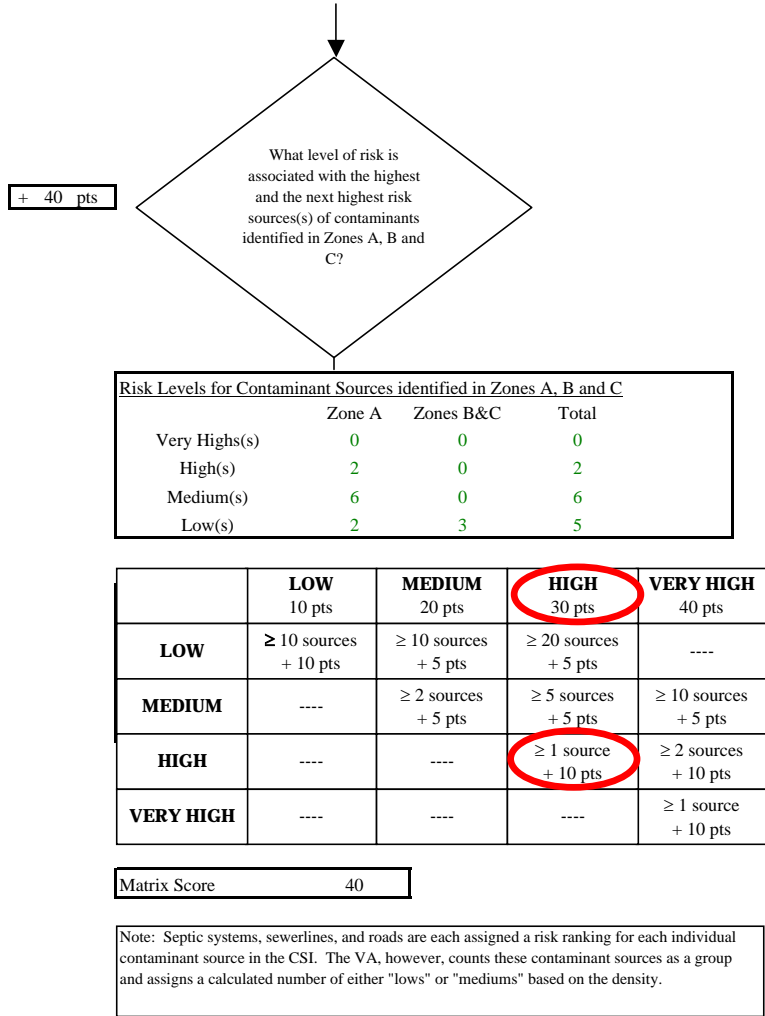 What level of risk is
associated with the highest
and the next highest risk
sources(s) of contaminants
identified in Zones A, B and
C?
+ 40 pts
Risk Levels for Contaminant Sources identified in Zones A, B and C
Zone A Zones B&C Total
Very Highs(s) 0 0 0
High(s) 2 0 2
Medium(s) 6 0 6
Low(s) 2 3 5
LOW MEDIUM HIGH VERY HIGH
10 pts 20 pts 30 pts 40 pts
LOW ≥ 10 sources ≥ 10 sources ≥ 20 sources ----
+ 10 pts + 5 pts + 5 pts
MEDIUM ---- ≥ 2 sources ≥ 5 sources ≥ 10 sources
+ 5 pts + 5 pts + 5 pts
HIGH ---- ---- ≥ 1 source ≥ 2 sources
+ 10 pts + 10 pts
VERY HIGH ---- ---- ---- ≥ 1 source
+ 10 pts
Matrix Score 40
Note: Septic systems, sewerlines, and roads are each assigned a risk ranking for each individual
contaminant source in the CSI. The VA, however, counts these contaminant sources as a group
and assigns a calculated number of either "lows" or "mediums" based on the density.